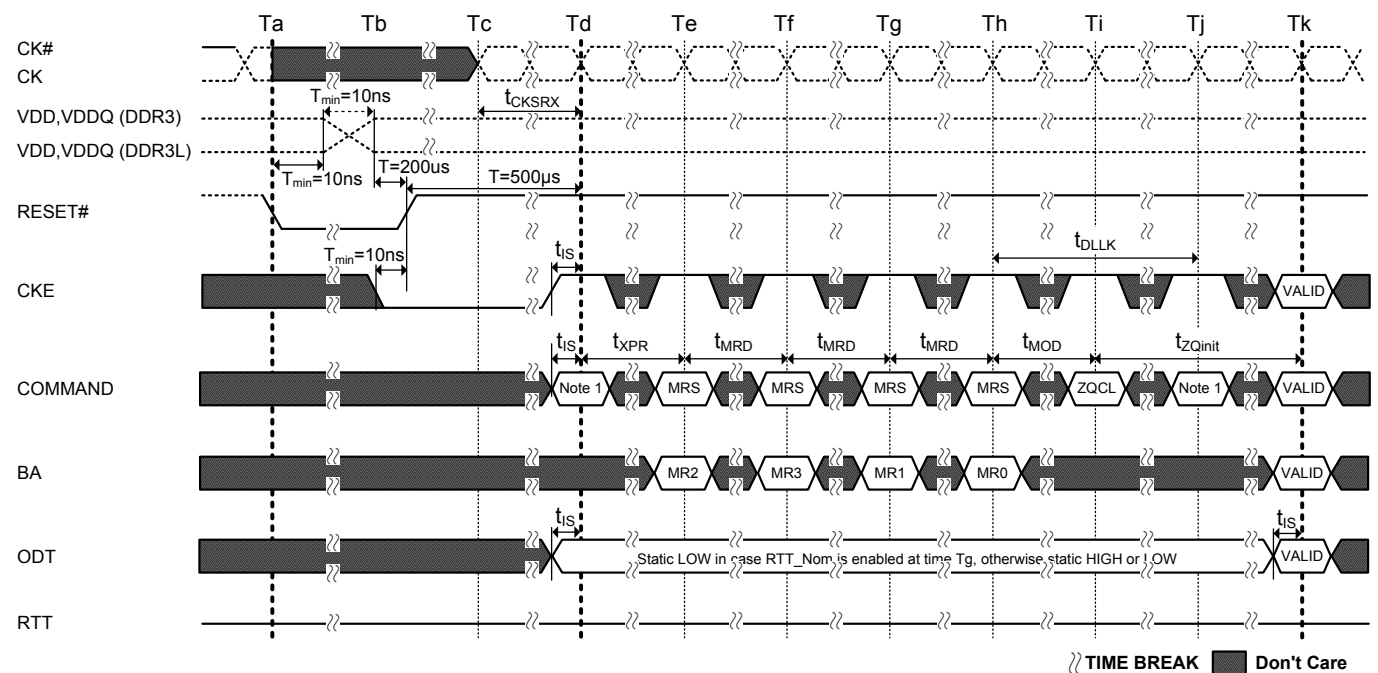 Ta Tb Tc Td Te Tf Tg Th Ti Tj Tk
CK#
CK
Tmin=10ns
tCKSRX
VDD,VDDQ (DDR3)
VDD,VDDQ (DDR3L)
Tmin=10ns
T=200us
T=500µs
RESET#
Tmin=10ns
tIS
tDLLK
CKE
VALID
tIS tXPR tMRD tMRD tMRD tMOD tZQinit
COMMAND
Note 1 MRS MRS MRS MRS ZQCL Note 1 VALID
BA
MR2 MR3 MR1 MR0 VALID
tIS tIS
ODT
Static LOW in case RTT_Nom is enabled at time Tg, otherwise static HIGH or LOW
VALID
RTT
TIME BREAK Don't Care